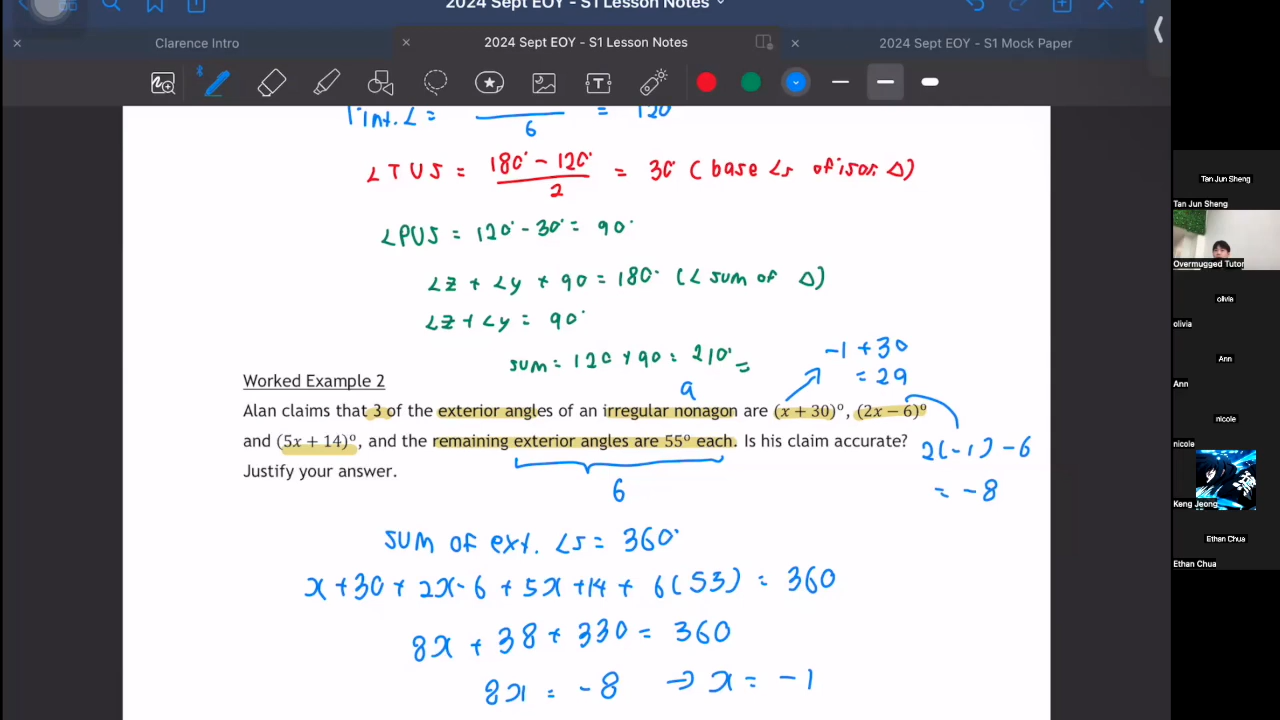 2024 Sept EOY - S1 Lesson Notes
Clarence Intro
2024 Sept EOY - S1 Lesson Notes
2024 Sept EOY - S1 Mock Paper
1 int. ∠ =
6
= 120
∠TUS = 180° - 120° / 2 = 30° (base ∠s of isos. Δ)
∠PUS = 120° - 30° = 90°
∠z + ∠y + 90 = 180° (∠ sum of Δ)
∠z + ∠y = 90°
sum = 120 + 90 = 210°
-1 + 30
= 29
9
Worked Example 2
Alan claims that 3 of the exterior angles of an irregular nonagon are (x + 30)°, (2x − 6)°
and (5x + 14)°, and the remaining exterior angles are 55° each. Is his claim accurate?
Justify your answer.
2(-1) - 6
= -8
6
sum of ext. ∠s = 360°
x + 30 + 2x - 6 + 5x + 14 + 6(55) = 360
8x + 38 + 330 = 360
8x = -8 → x = -1
Tan Jun Sheng
Tan Jun Sheng
Overmugged Tutor
olivia
olivia
Ann
Ann
nicole
nicole
Keng Jeong
Ethan Chua
Ethan Chua